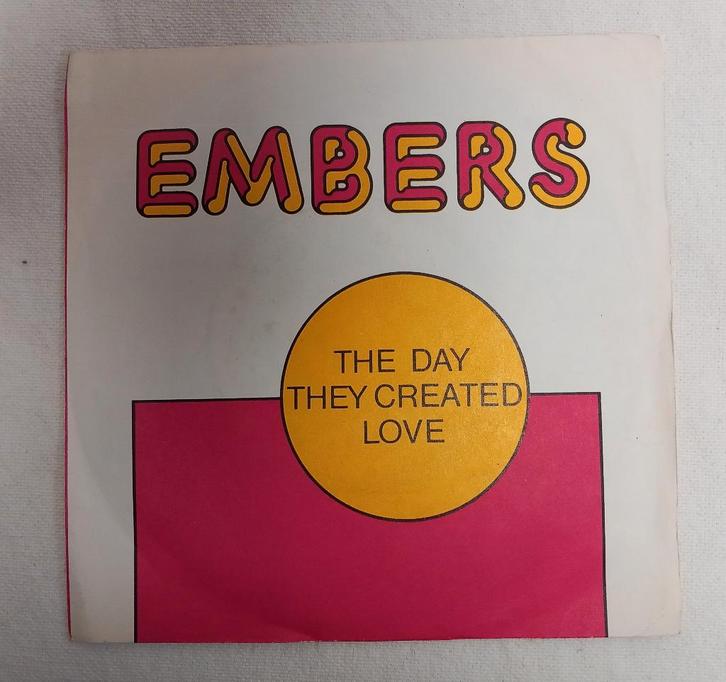 EMBERS
THE DAY
THEY CREATED
LOVE